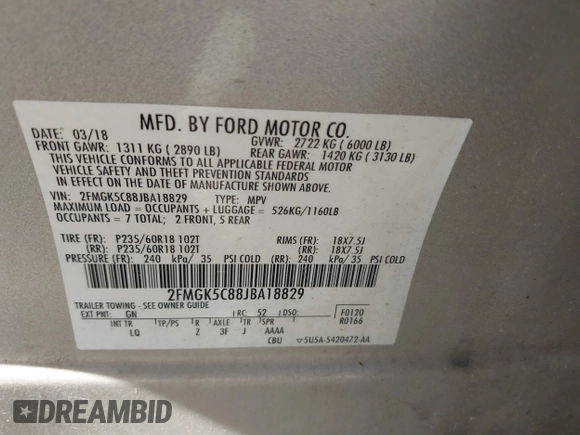 MFD. BY FORD MOTOR CO.
DATE: 03/18 GVWR: 2722 KG ( 6000 LB)
FRONT GAWR: 1311 KG ( 2890 LB) REAR GAWR: 1420 KG ( 3130 LB)
THIS VEHICLE CONFORMS TO ALL APPLICABLE FEDERAL MOTOR
VEHICLE SAFETY AND THEFT PREVENTION STANDARDS
IN EFFECT ON THE DATE OF MANUFACTURE SHOWN ABOVE.
VIN: 2FMGK5C88JBA18829 TYPE: MPV
MAXIMUM LOAD = OCCUPANTS + LUGGAGE = 526KG/1160LB
OCCUPANTS = 7 TOTAL; 2 FRONT, 5 REAR
TIRE (FR): P235/60R18 102T RIMS (FR): 18X7.5J
(RR): P235/60R18 102T (RR): 18X7.5J
PRESSURE (FR): 240 kPa/ 35 PSI COLD (RR): 240 kPa/ 35 PSI COLD
2FMGK5C88JBA18829
TRAILER TOWING - SEE OWNER GUIDE
EXT PNT: GN RC: 52 DSO: F0120
R0166
INT TR TP/PS R AXLE TR SPR
LQ Z 3F J AAAA
CBU 5U5A-5420472-AA
DREAMBID